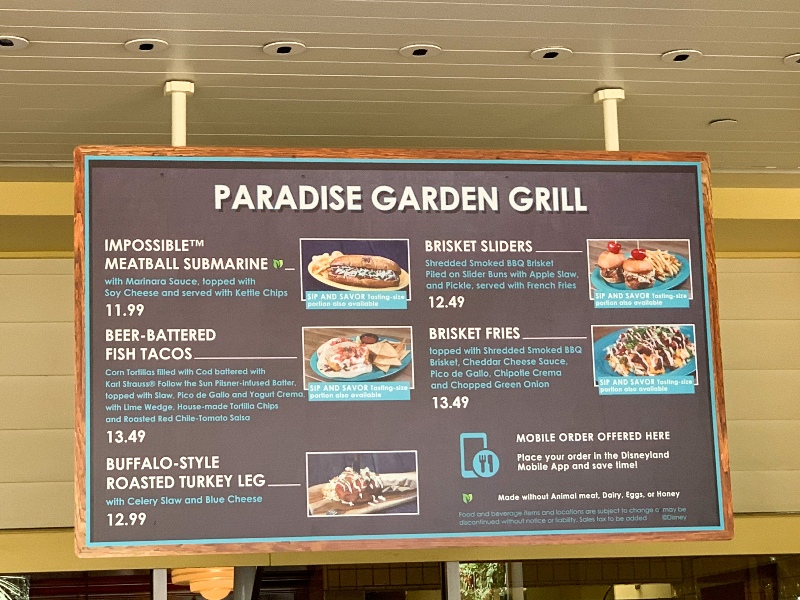 PARADISE GARDEN GRILL
IMPOSSIBLE™
MEATBALL SUBMARINE
with Marinara Sauce, topped with
Soy Cheese and served with Kettle Chips
11.99
SIP AND SAVOR Tasting-size
portion also available
BEER-BATTERED
FISH TACOS
Corn Tortillas filled with Cod battered with
Karl Strauss® Follow the Sun Pilsner-infused Batter,
topped with Slaw, Pico de Gallo and Yogurt Crema,
with Lime Wedge, House-made Tortilla Chips
and Roasted Red Chile-Tomato Salsa
13.49
SIP AND SAVOR Tasting-size
portion also available
BUFFALO-STYLE
ROASTED TURKEY LEG
with Celery Slaw and Blue Cheese
12.99
BRISKET SLIDERS
Shredded Smoked BBQ Brisket
Piled on Slider Buns with Apple Slaw,
and Pickle, served with French Fries
12.49
SIP AND SAVOR Tasting-size
portion also available
BRISKET FRIES
topped with Shredded Smoked BBQ
Brisket, Cheddar Cheese Sauce,
Pico de Gallo, Chipotle Crema
and Chopped Green Onion
13.49
SIP AND SAVOR Tasting-size
portion also available
MOBILE ORDER OFFERED HERE
Place your order in the Disneyland
Mobile App and save time!
Made without Animal meat, Dairy, Eggs, or Honey
Food and beverage items and locations are subject to change o may be
discontinued without notice or liability. Sales tax to be added ©Disney